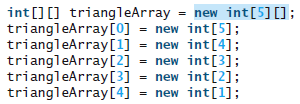 int[][] triangleArray = new int[5][];
triangleArray[0] = new int[5];
triangleArray[1] = new int[4];
triangleArray[2] = new int[3];
triangleArray[3] = new int[2];
triangleArray[4] = new int[1];